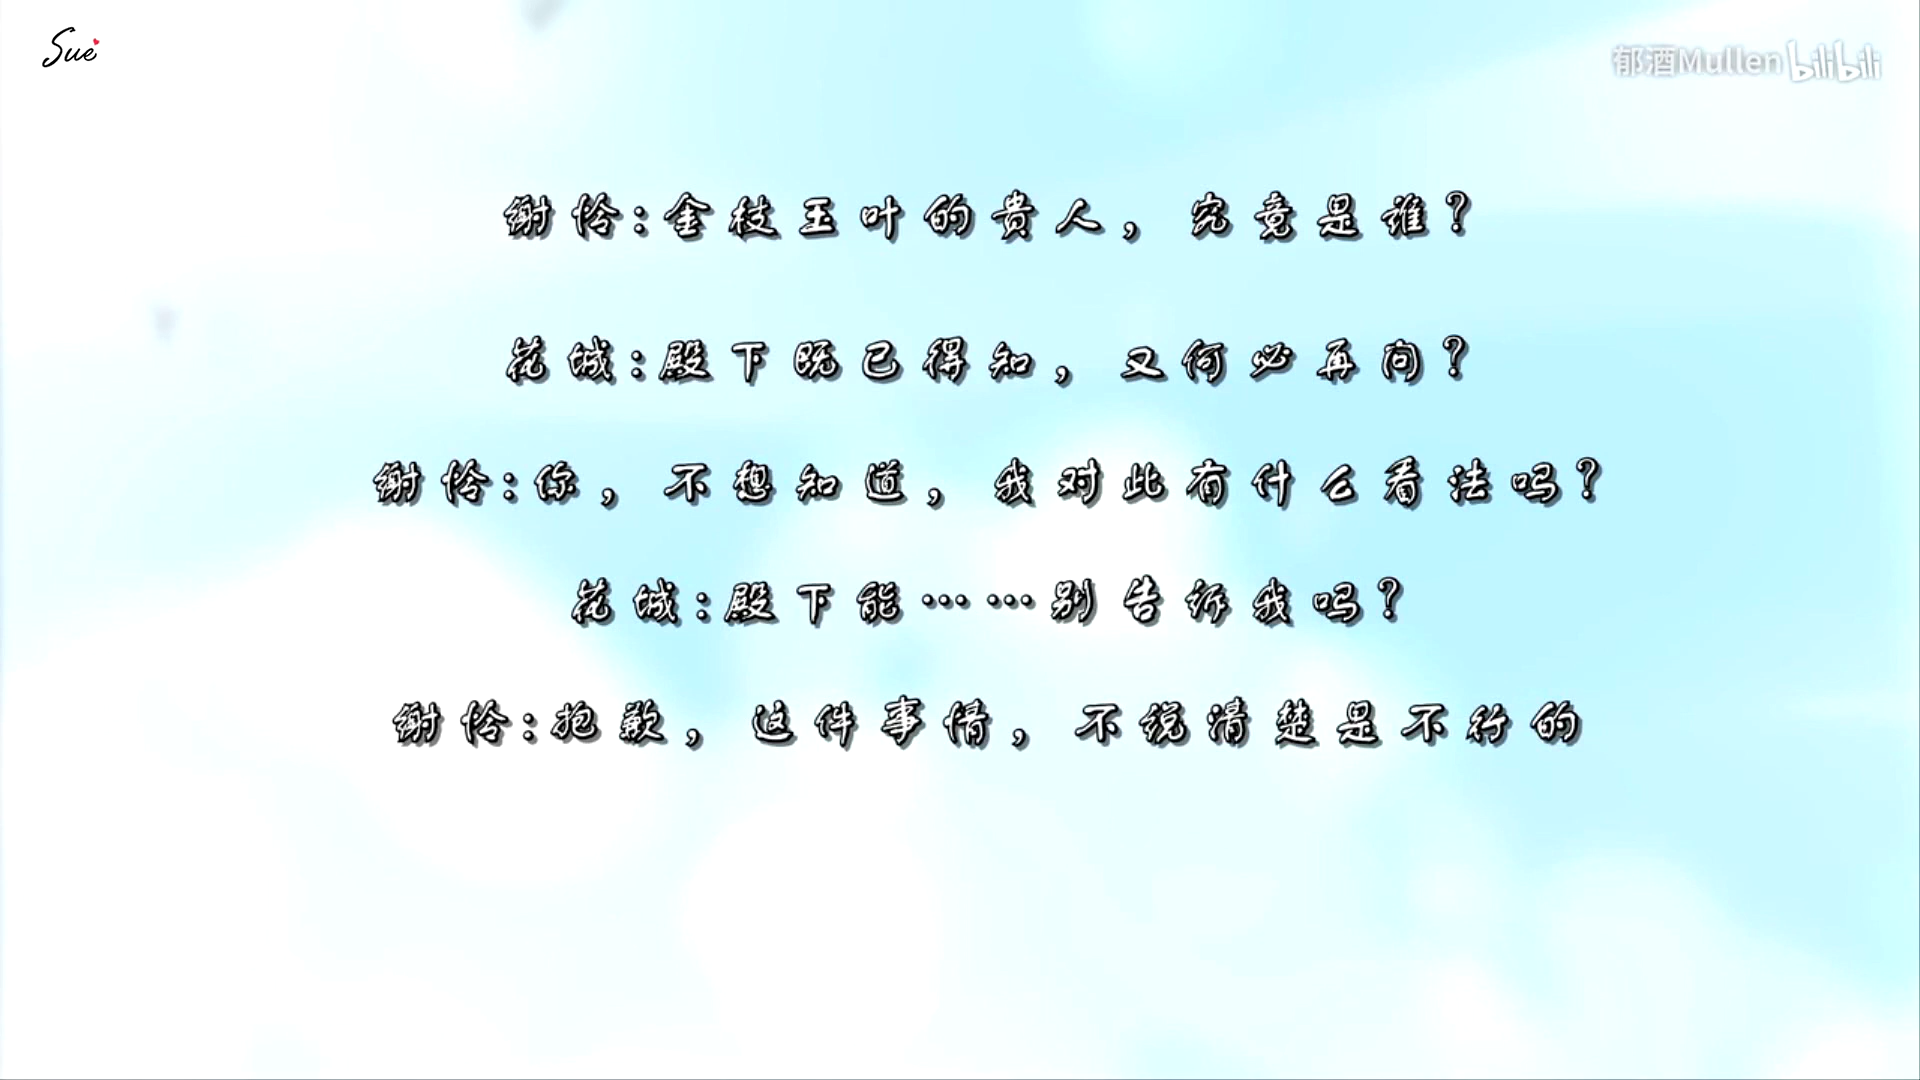 Sue
郁酒Mullen bilibili
谢怜:金枝玉叶的贵人，究竟是谁？
花城:殿下既已得知，又何必再问？
谢怜:你，不想知道，我对此有什么看法吗？
花城:殿下能……别告诉我吗？
谢怜:抱歉，这件事情，不说清楚是不行的